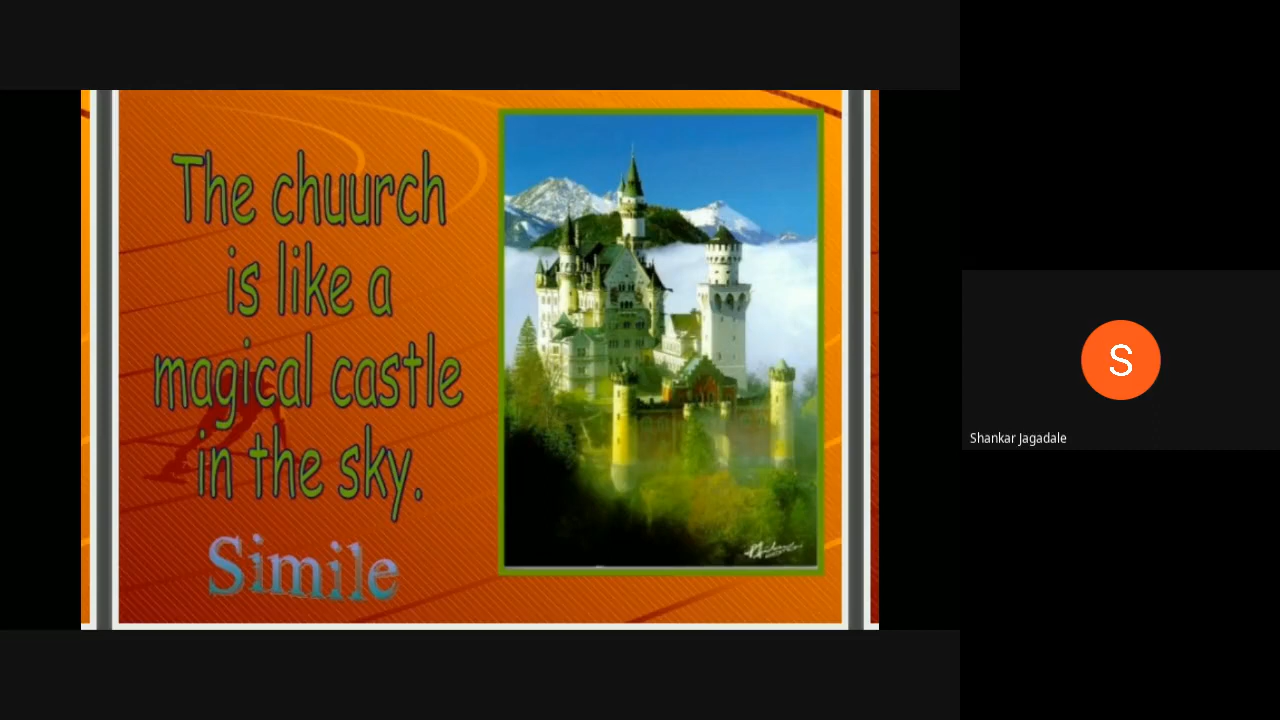 The chuurch
is like a
magical castle
in the sky.
Simile
S
Shankar Jagadale